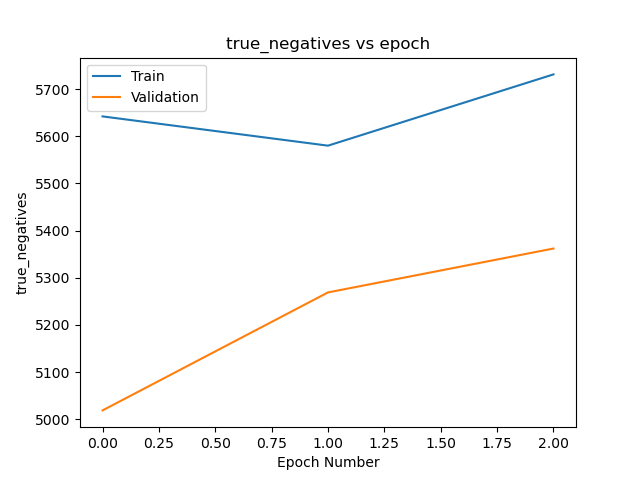 true_negatives vs epoch
Train
Validation
true_negatives
5700
5600
5500
5400
5300
5200
5100
5000
0.00 0.25 0.50 0.75 1.00 1.25 1.50 1.75 2.00
Epoch Number